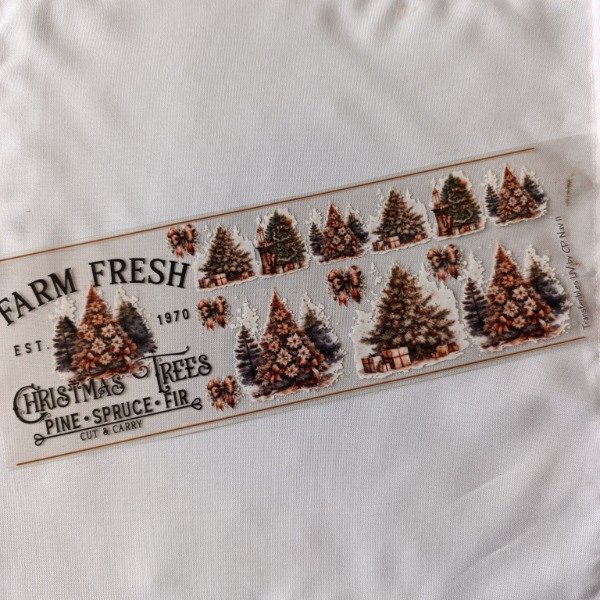 FARM FRESH
EST.
1970
CHRISTMAS TREES
PINE • SPRUCE • FIR
CUT & CARRY